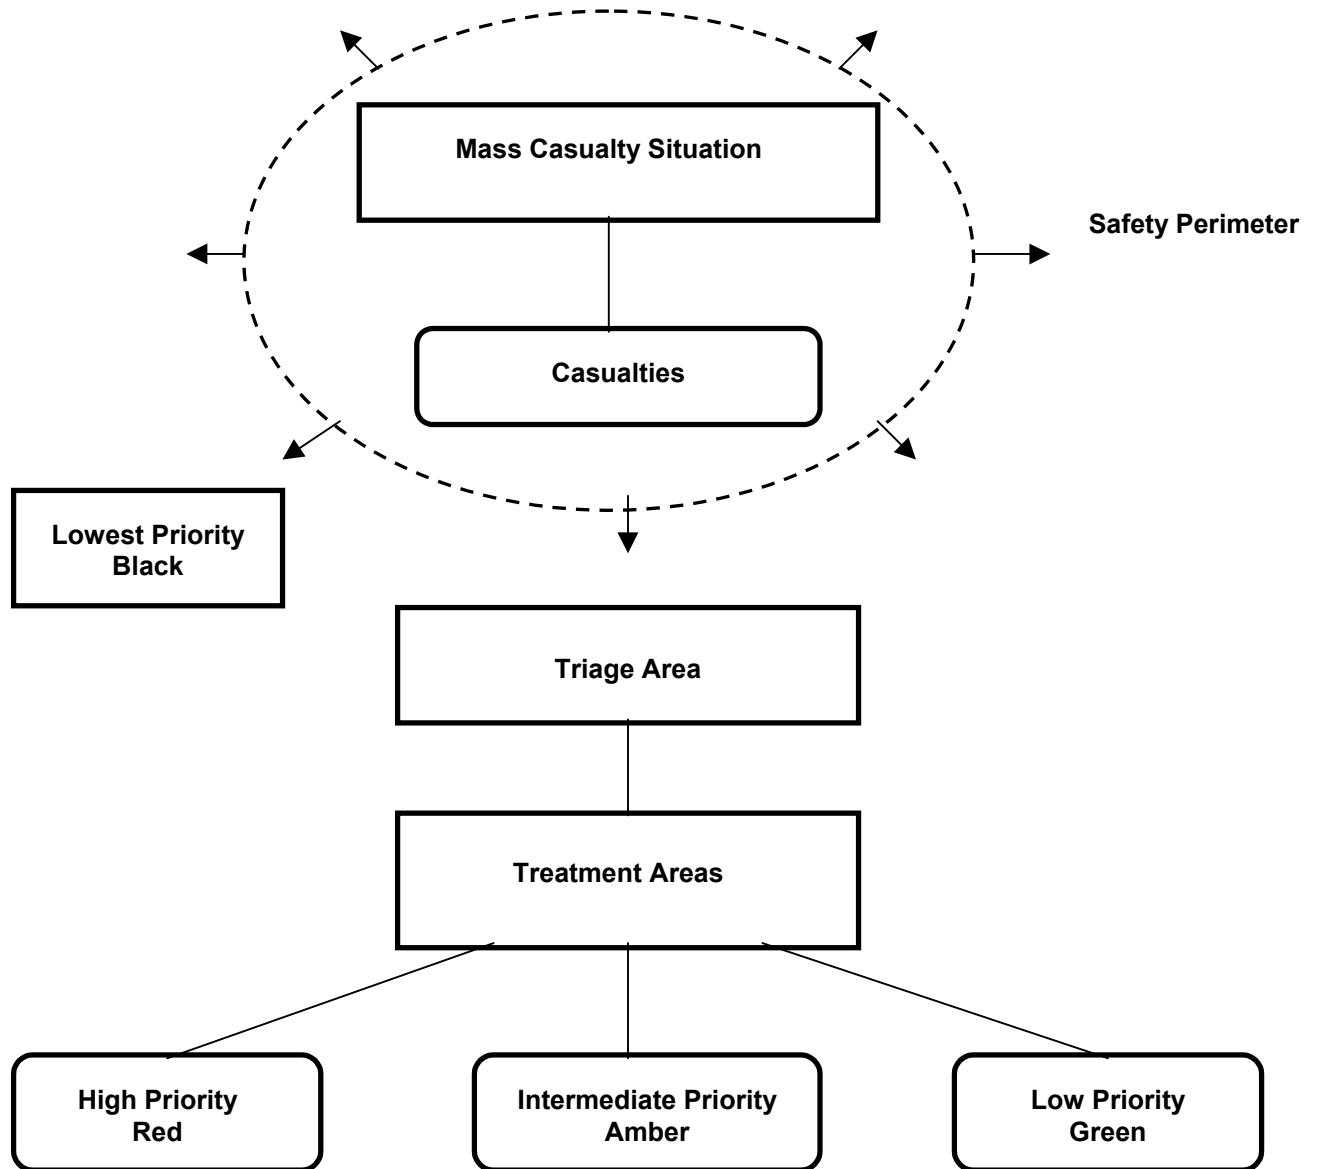 Mass Casualty Situation
Safety Perimeter
Casualties
Lowest Priority
Black
Triage Area
Treatment Areas
High Priority
Red
Intermediate Priority
Amber
Low Priority
Green